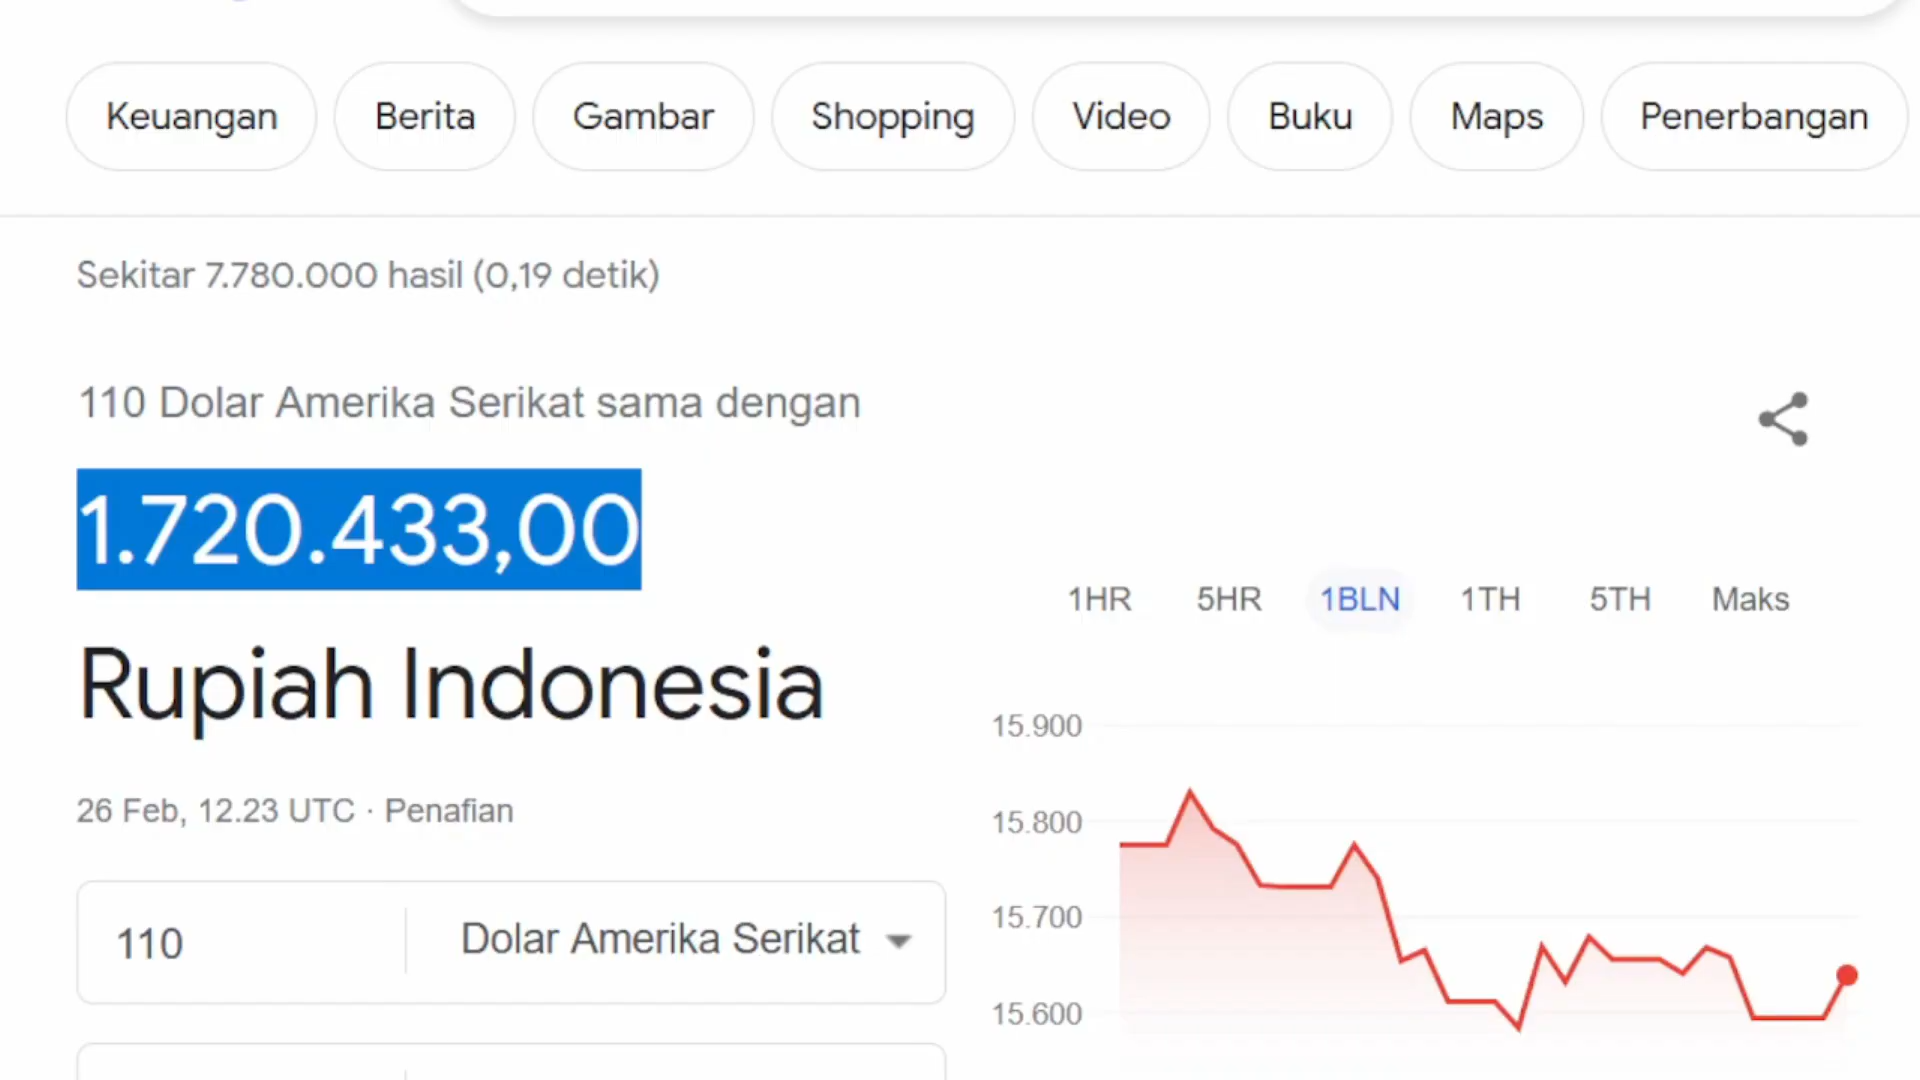 Keuangan Berita Gambar Shopping Video Buku Maps Penerbangan
Sekitar 7.780.000 hasil (0,19 detik)
110 Dolar Amerika Serikat sama dengan
1.720.433,00
Rupiah Indonesia
26 Feb, 12.23 UTC · Penafian
110 Dolar Amerika Serikat
1HR 5HR 1BLN 1TH 5TH Maks
15.900
15.800
15.700
15.600